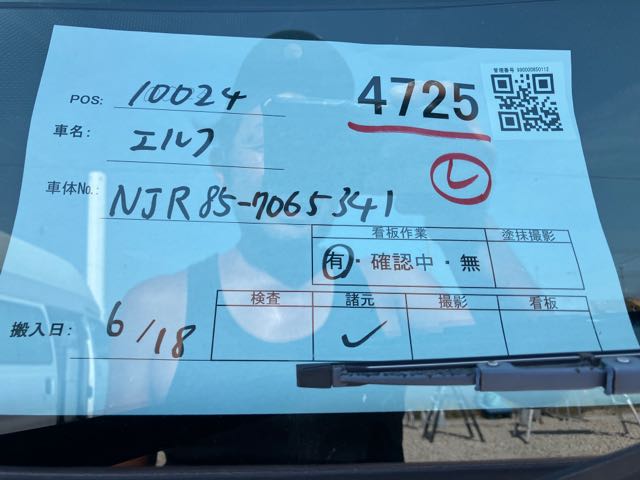 管理番号 990000850112
POS: 10024
4725
車名: エルフ
レ
車体No.: NJR85-7065341
看板作業 塗抹撮影
有・確認中・無
搬入日: 6/18
検査 諸元 撮影 看板
✓